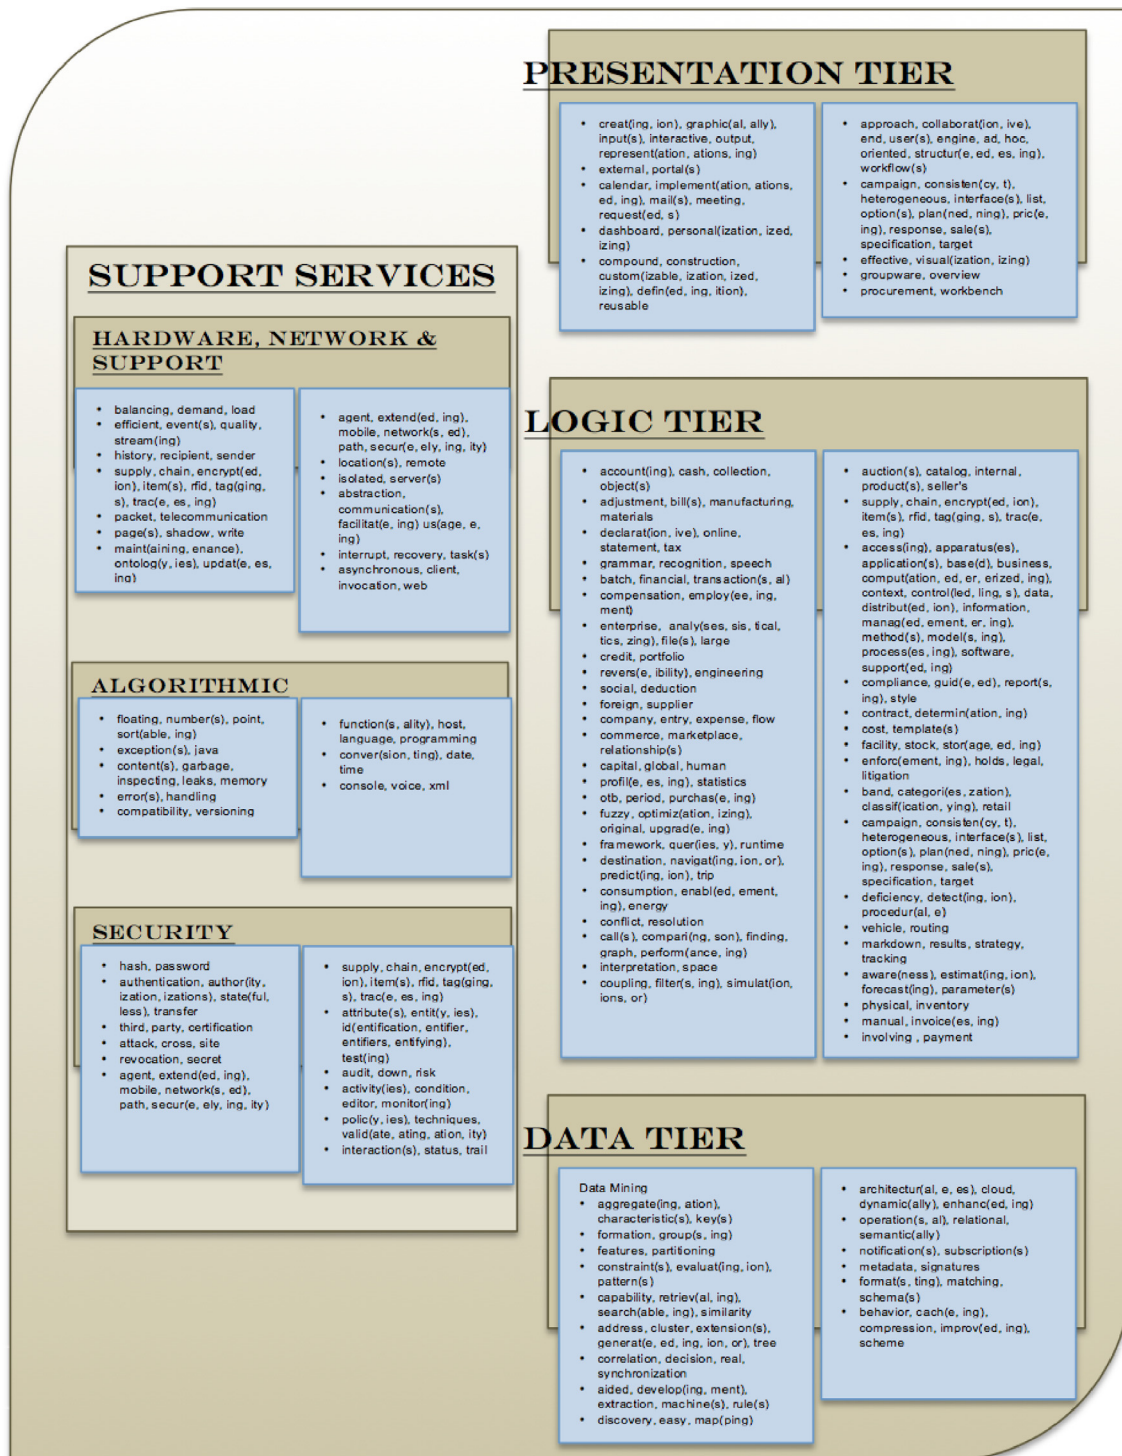 PRESENTATION TIER
• creat(ing, ion), graphic(al, ally),
input(s), interactive, output,
represent(ation, ations, ing)
• external, portal(s)
• calendar, implement(ation, ations,
ed, ing), mail(s), meeting,
request(ed, s)
• dashboard, personal(ization, ized,
izing)
• compound, construction,
custom(izable, ization, ized,
izing), defin(ed, ing, ition),
reusable
• approach, collaborat(ion, ive),
end, user(s), engine, ad, hoc,
oriented, structur(e, ed, es, ing),
workflow(s)
• campaign, consisten(cy, t),
heterogeneous, interface(s), list,
option(s), plan(ned, ning), pric(e,
ing), response, sale(s),
specification, target
• effective, visual(ization, izing)
• groupware, overview
• procurement, workbench
SUPPORT SERVICES
HARDWARE, NETWORK &
SUPPORT
• balancing, demand, load
• efficient, event(s), quality,
stream(ing)
• history, recipient, sender
• supply, chain, encrypt(ed,
ion), item(s), rfid, tag(ging,
s), trac(e, es, ing)
• packet, telecommunication
• page(s), shadow, write
• maint(aining, enance),
ontolog(y, ies), updat(e, es,
ing)
• agent, extend(ed, ing),
mobile, network(s, ed),
path, secur(e, ely, ing, ity)
• location(s), remote
• isolated, server(s)
• abstraction,
communication(s),
facilitat(e, ing) us(age, e,
ing)
• interrupt, recovery, task(s)
• asynchronous, client,
invocation, web
ALGORITHMIC
• floating, number(s), point,
sort(able, ing)
• exception(s), java
• content(s), garbage,
inspecting, leaks, memory
• error(s), handling
• compatibility, versioning
• function(s, ality), host,
language, programming
• conver(sion, ting), date,
time
• console, voice, xml
SECURITY
• hash, password
• authentication, author(ity,
ization, izations), state(ful,
less), transfer
• third, party, certification
• attack, cross, site
• revocation, secret
• agent, extend(ed, ing),
mobile, network(s, ed),
path, secur(e, ely, ing, ity)
• supply, chain, encrypt(ed,
ion), item(s), rfid, tag(ging,
s), trac(e, es, ing)
• attribute(s), entit(y, ies),
id(entification, entifier,
entifiers, entifying),
test(ing)
• audit, down, risk
• activity(ies), condition,
editor, monitor(ing)
• polic(y, ies), techniques,
valid(ate, ating, ation, ity)
• interaction(s), status, trail
LOGIC TIER
• account(ing), cash, collection,
object(s)
• adjustment, bill(s), manufacturing,
materials
• declarat(ion, ive), online,
statement, tax
• grammar, recognition, speech
• batch, financial, transaction(s, al)
• compensation, employ(ee, ing,
ment)
• enterprise, analy(ses, sis, tical,
tics, zing), file(s), large
• credit, portfolio
• revers(e, ibility), engineering
• social, deduction
• foreign, supplier
• company, entry, expense, flow
• commerce, marketplace,
relationship(s)
• capital, global, human
• profil(e, es, ing), statistics
• otb, period, purchas(e, ing)
• fuzzy, optimiz(ation, izing),
original, upgrad(e, ing)
• framework, quer(ies, y), runtime
• destination, navigat(ing, ion, or),
predict(ing, ion), trip
• consumption, enabl(ed, ement,
ing), energy
• conflict, resolution
• call(s), compari(ng, son), finding,
graph, perform(ance, ing)
• interpretation, space
• coupling, filter(s, ing), simulat(ion,
ions, or)
• auction(s), catalog, internal,
product(s), seller's
• supply, chain, encrypt(ed, ion),
item(s), rfid, tag(ging, s), trac(e,
es, ing)
• access(ing), apparatus(es),
application(s), base(d), business,
comput(ation, ed, er, erized, ing),
context, control(led, ling, s), data,
distribut(ed, ion), information,
manag(ed, ement, er, ing),
method(s), model(s, ing),
process(es, ing), software,
support(ed, ing)
• compliance, guid(e, ed), report(s,
ing), style
• contract, determin(ation, ing)
• cost, template(s)
• facility, stock, stor(age, ed, ing)
• enforc(ement, ing), holds, legal,
litigation
• band, categori(es, zation),
classif(ication, ying), retail
• campaign, consisten(cy, t),
heterogeneous, interface(s), list,
option(s), plan(ned, ning), pric(e,
ing), response, sale(s),
specification, target
• deficiency, detect(ing, ion),
procedur(al, e)
• vehicle, routing
• markdown, results, strategy,
tracking
• aware(ness), estimat(ing, ion),
forecast(ing), parameter(s)
• physical, inventory
• manual, invoice(es, ing)
• involving , payment
DATA TIER
Data Mining
• aggregate(ing, ation),
characteristic(s), key(s)
• formation, group(s, ing)
• features, partitioning
• constraint(s), evaluat(ing, ion),
pattern(s)
• capability, retriev(al, ing),
search(able, ing), similarity
• address, cluster, extension(s),
generat(e, ed, ing, ion, or), tree
• correlation, decision, real,
synchronization
• aided, develop(ing, ment),
extraction, machine(s), rule(s)
• discovery, easy, map(ping)
• architectur(al, e, es), cloud,
dynamic(ally), enhanc(ed, ing)
• operation(s, al), relational,
semantic(ally)
• notification(s), subscription(s)
• metadata, signatures
• format(s, ting), matching,
schema(s)
• behavior, cach(e, ing),
compression, improv(ed, ing),
scheme